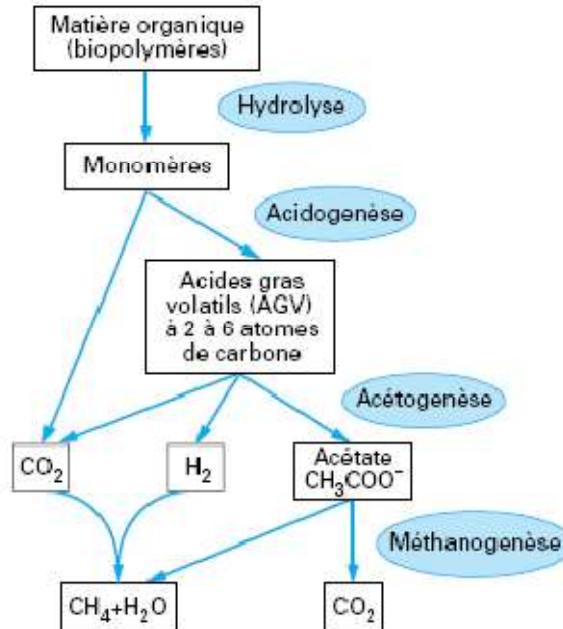 Matière organique
(biopolymères)
Hydrolyse
Monomères
Acidogenèse
Acides gras
volatils (AGV)
à 2 à 6 atomes
de carbone
Acétogenèse
CO₂
H₂
Acétate
CH₃COO⁻
Méthanogenèse
CH₄+H₂O
CO₂